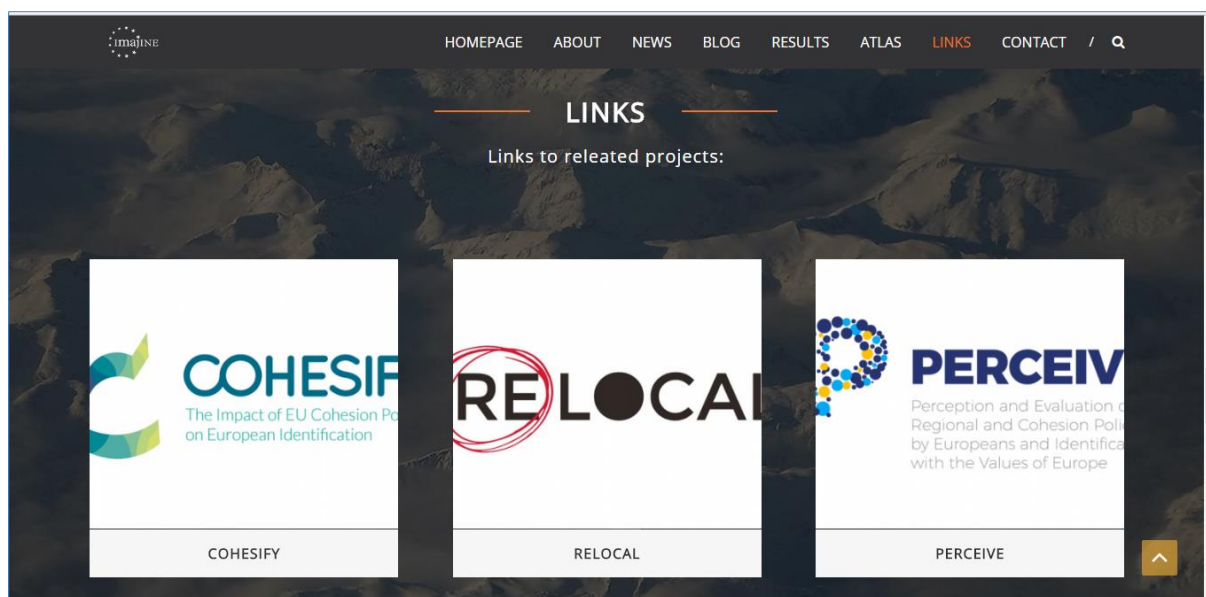 imajine
HOMEPAGE ABOUT NEWS BLOG RESULTS ATLAS LINKS CONTACT /
LINKS
Links to releated projects:
COHESIF
The Impact of EU Cohesion Po
on European Identification
COHESIFY
RELOCAL
RELOCAL
PERCEIV
Perception and Evaluation o
Regional and Cohesion Poli
by Europeans and Identifica
with the Values of Europe
PERCEIVE